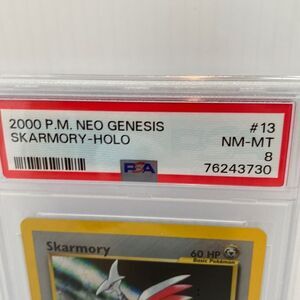 2000 P.M. NEO GENESIS #13
SKARMORY-HOLO NM-MT
8
PSA 76243730
Skarmory 60 HP
Basic Pokémon